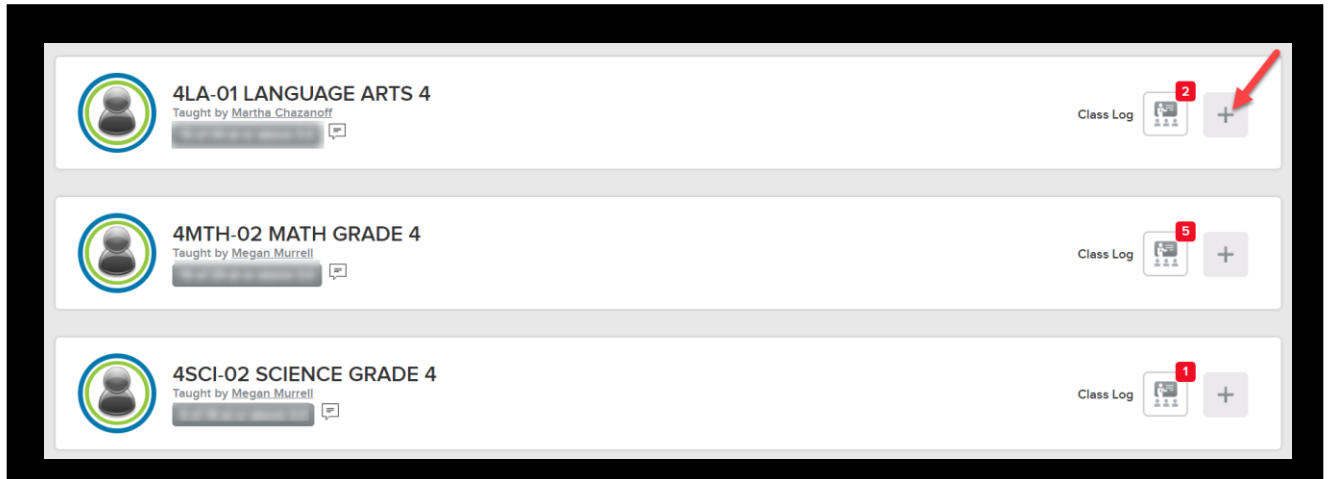 4LA-01 LANGUAGE ARTS 4
Taught by Martha Chazanoff
Class Log
2
+
4MTH-02 MATH GRADE 4
Taught by Megan Murrell
Class Log
5
+
4SCI-02 SCIENCE GRADE 4
Taught by Megan Murrell
Class Log
1
+